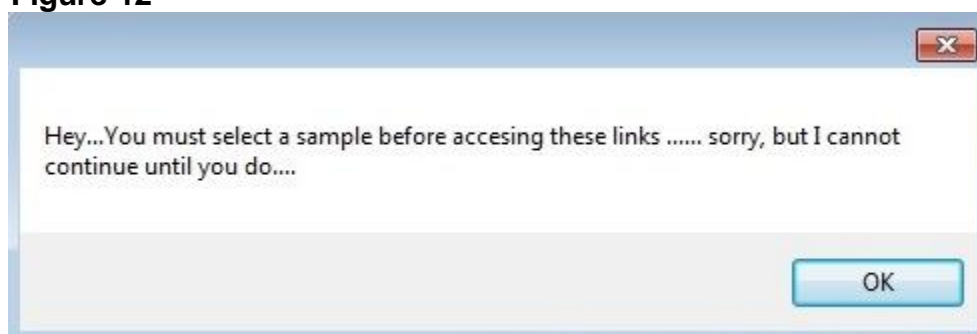 Figure 12
Hey...You must select a sample before accesing these links ...... sorry, but I cannot
continue until you do....
OK